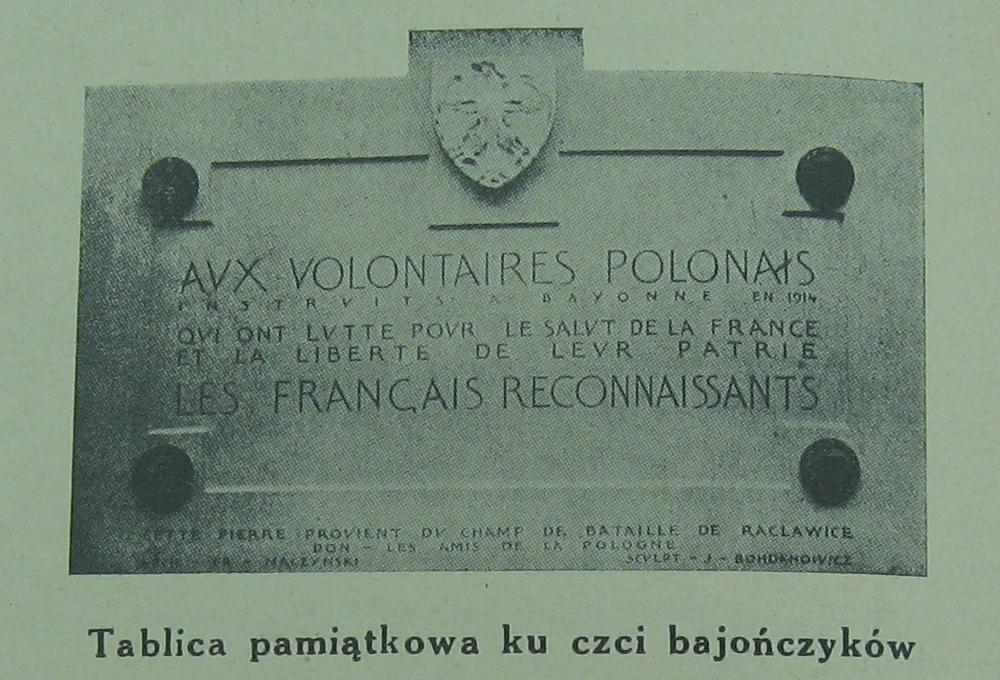 AVX VOLONTAIRES POLONAIS
INSTRVITS A BAYONNE EN 1914
QVI ONT LVTTE POVR LE SALVT DE LA FRANCE
ET LA LIBERTE DE LEVR PATRIE
LES FRANÇAIS RECONNAISSANTS
CETTE PIERRE PROVIENT DV CHAMP DE BATAILLE DE RACLAWICE
DON - LES AMIS DE LA POLOGNE
FR - MACZYNSKI SCVLPT - J - BOHDANOWICZ
Tablica pamiątkowa ku czci bajończyków